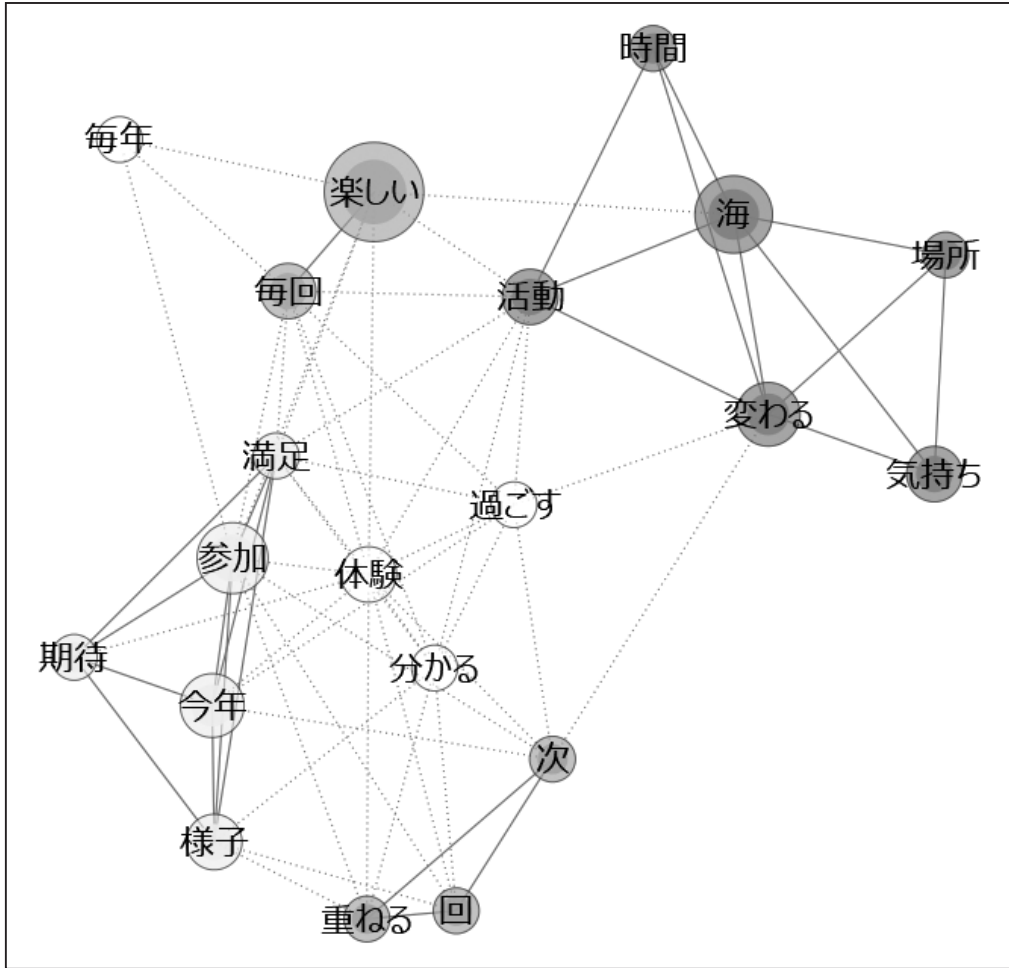 時間
毎年
楽しい
海
場所
毎回
活動
変わる
満足
気持ち
過ごす
参加
体験
期待
分かる
今年
次
様子
重ねる
回